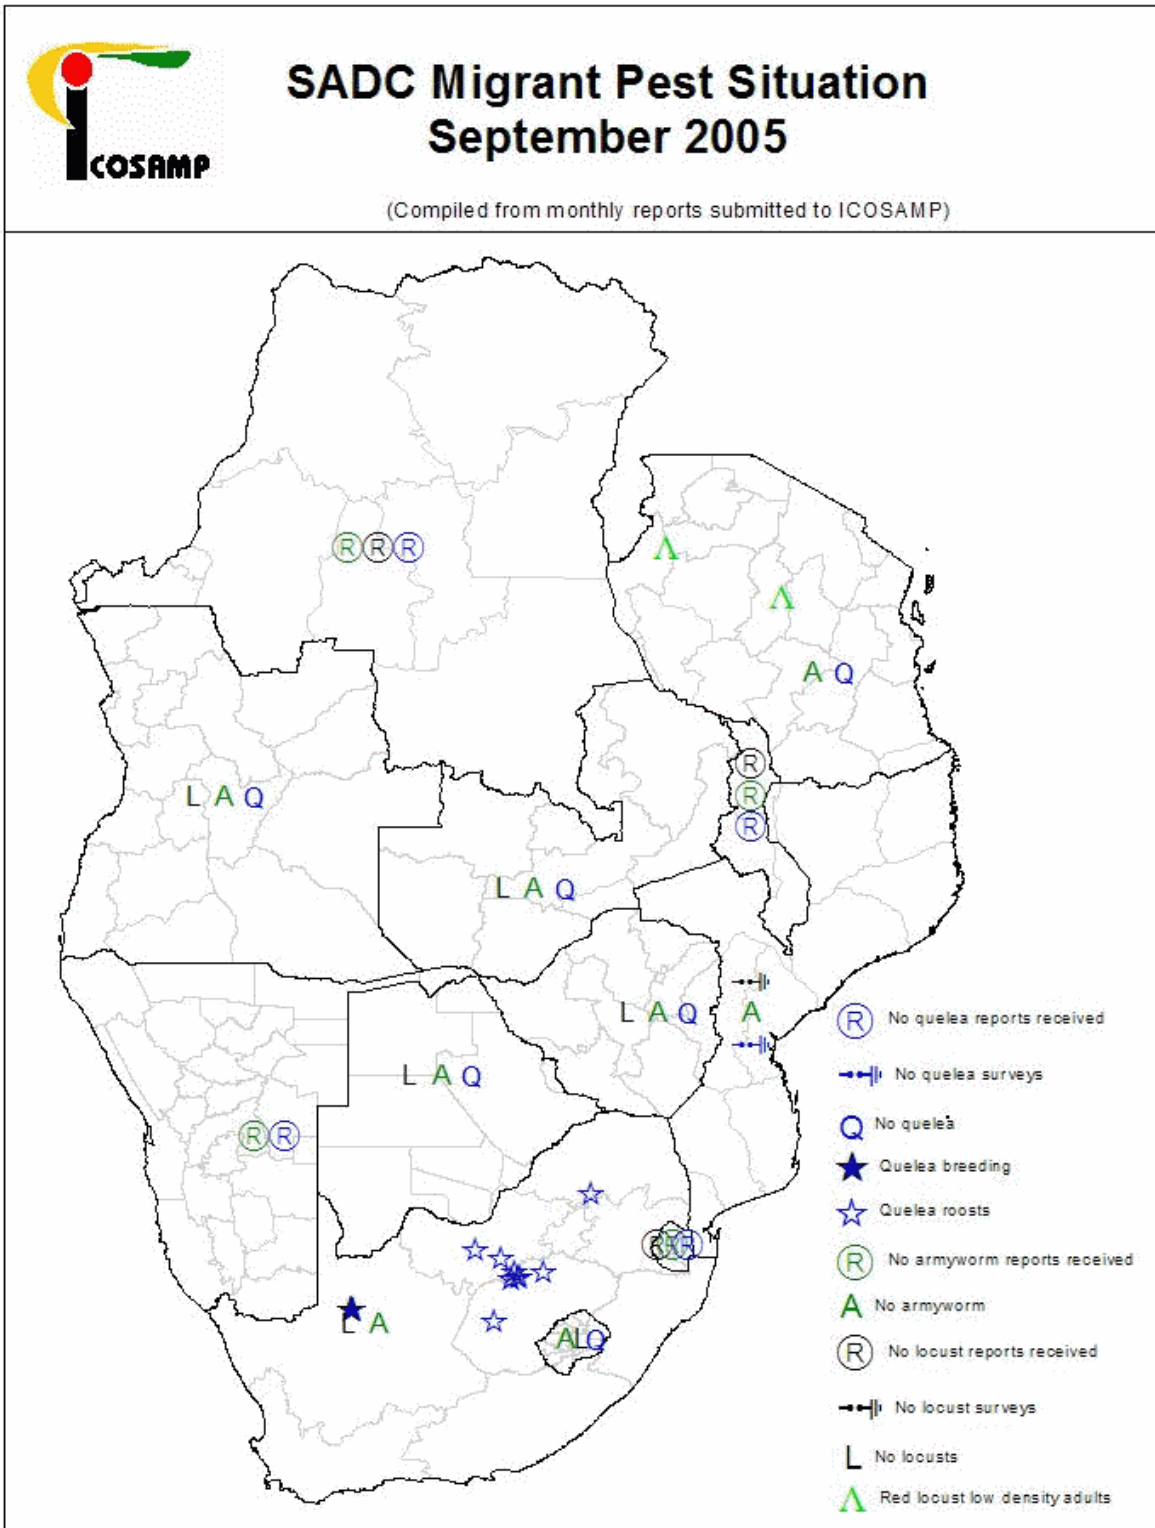 iCOSAMP
SADC Migrant Pest Situation
September 2005
(Compiled from monthly reports submitted to ICOSAMP)
R R R
Λ
Λ
A Q
R
R
R
L A Q
L A Q
L A Q
A
L A Q
R R
R R R
L A
A L Q
R No quelea reports received
No quelea surveys
Q No quelea
Quelea breeding
Quelea roosts
R No armyworm reports received
A No armyworm
R No locust reports received
No locust surveys
L No locusts
Λ Red locust low density adults